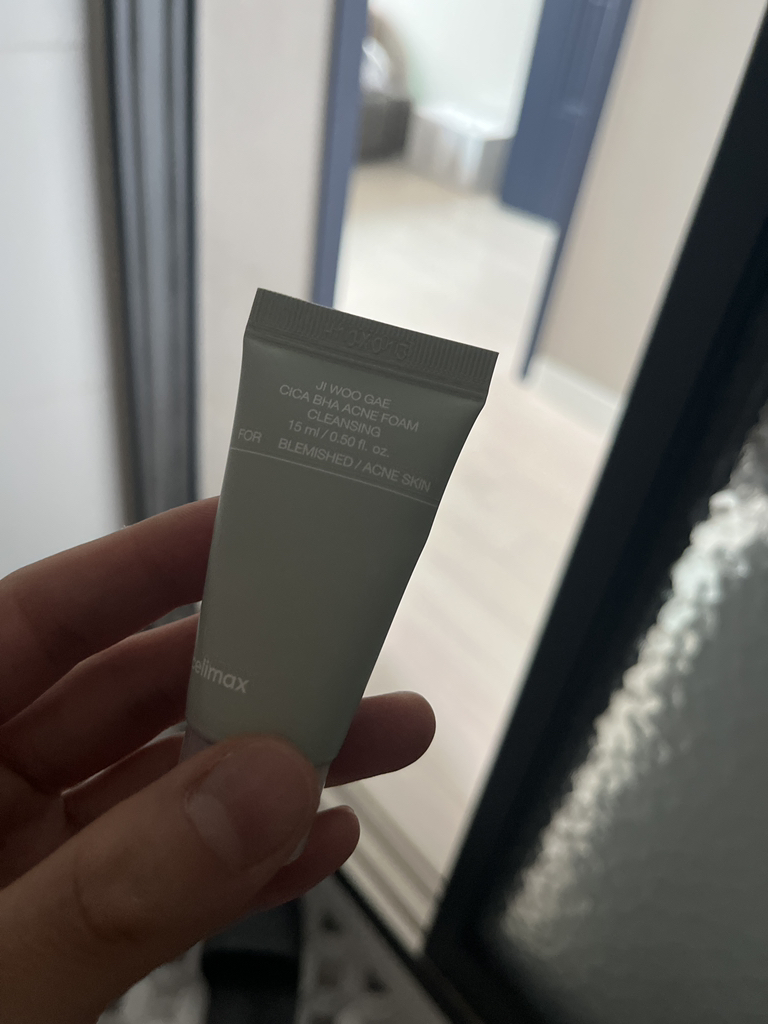 JI WOO GAE
CICA BHA ACNE FOAM
CLEANSING
15 ml / 0.50 fl. oz.
FOR BLEMISHED / ACNE SKIN
celimax